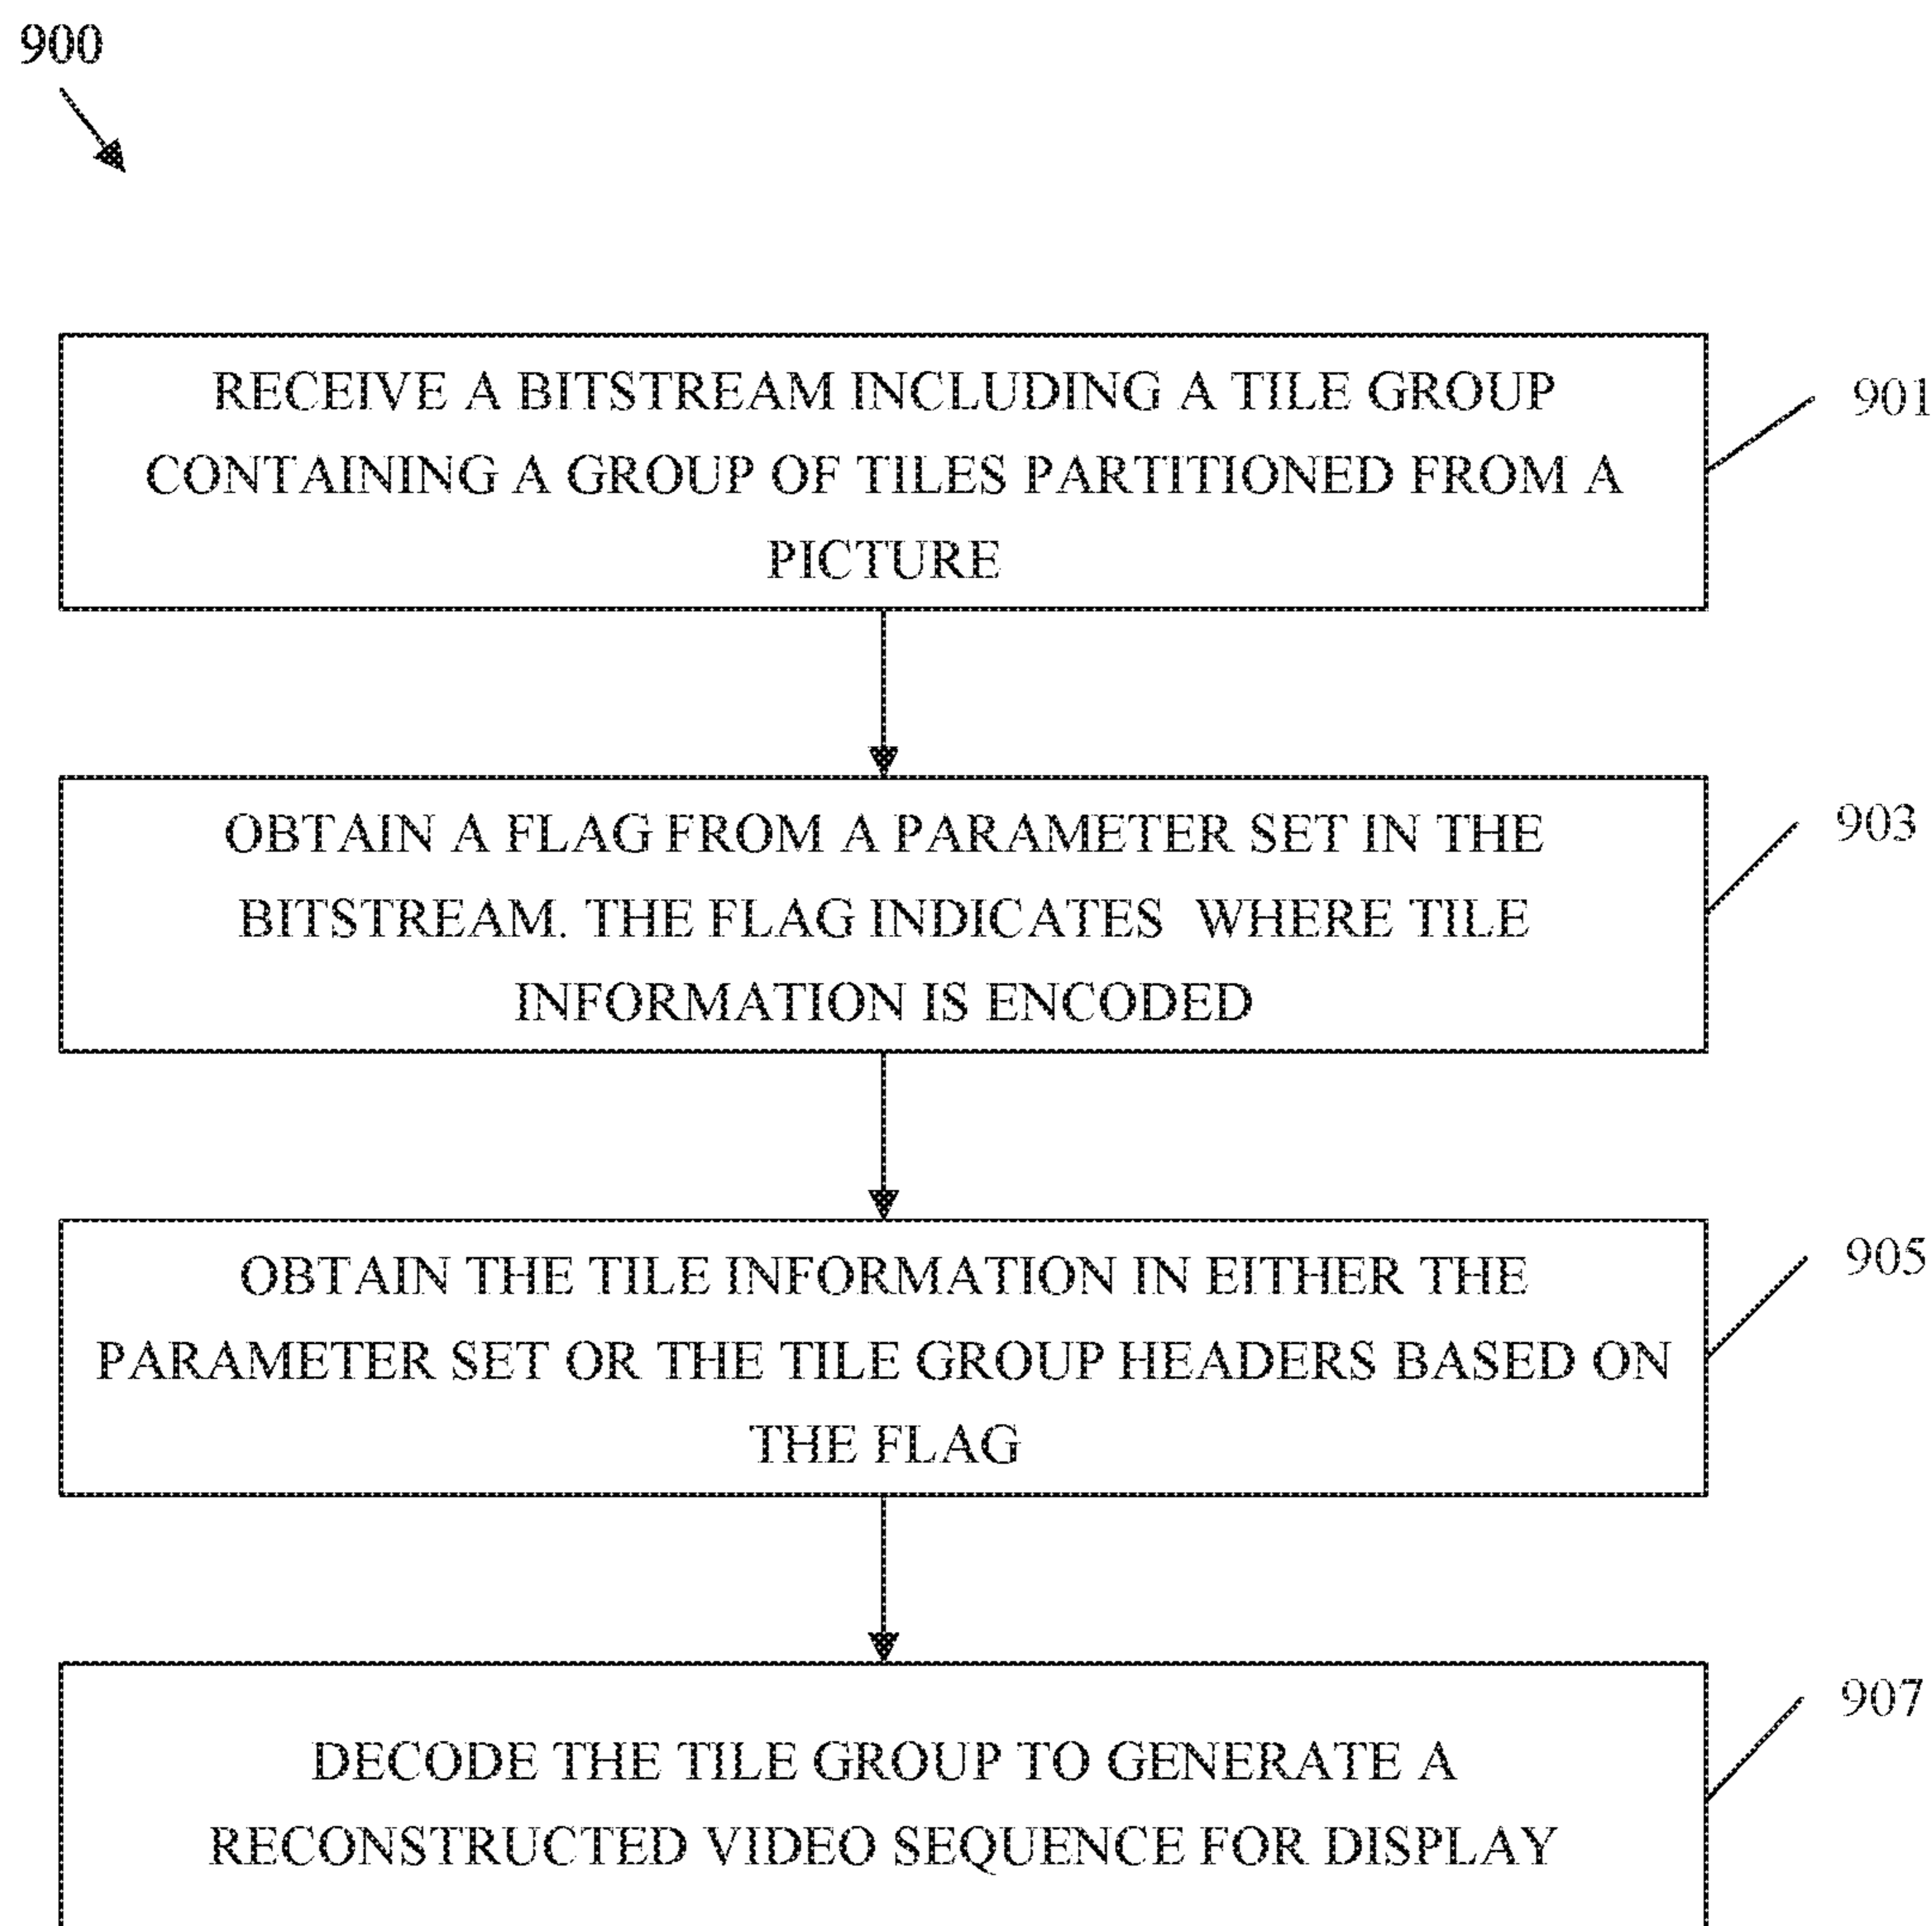 900
RECEIVE A BITSTREAM INCLUDING A TILE GROUP
CONTAINING A GROUP OF TILES PARTITIONED FROM A
PICTURE
901
OBTAIN A FLAG FROM A PARAMETER SET IN THE
BITSTREAM. THE FLAG INDICATES WHERE TILE
INFORMATION IS ENCODED
903
OBTAIN THE TILE INFORMATION IN EITHER THE
PARAMETER SET OR THE TILE GROUP HEADERS BASED ON
THE FLAG
905
DECODE THE TILE GROUP TO GENERATE A
RECONSTRUCTED VIDEO SEQUENCE FOR DISPLAY
907